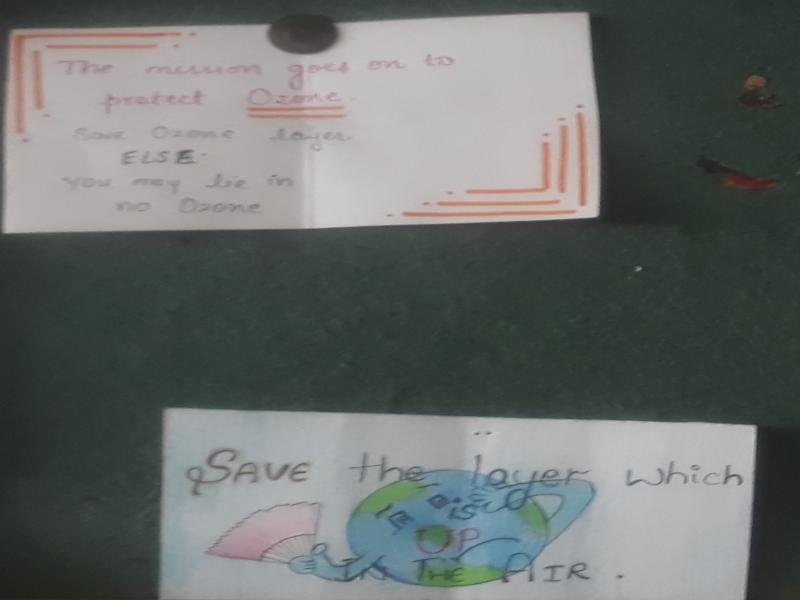 The mission goes on to
protect Ozone.
Save Ozone layer
ELSE.
you may lie in
no Ozone
SAVE the layer which
is
UP
IN THE AIR.